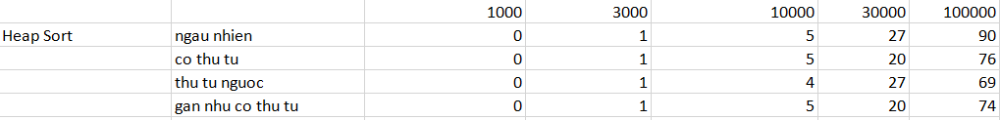 1000 3000 10000 30000 100000
Heap Sort ngau nhien 0 1 5 27 90
co thu tu 0 1 5 20 76
thu tu nguoc 0 1 4 27 69
gan nhu co thu tu 0 1 5 20 74